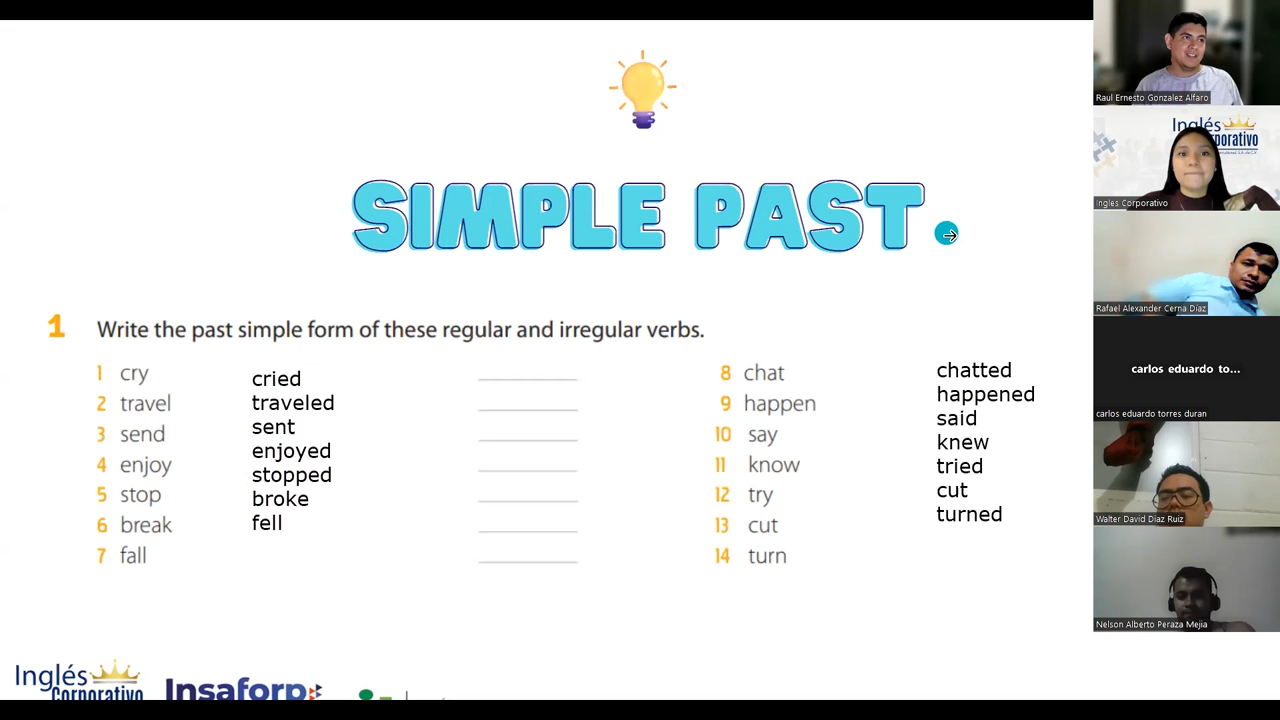 SIMPLE PAST
1 Write the past simple form of these regular and irregular verbs.
1 cry
2 travel
3 send
4 enjoy
5 stop
6 break
7 fall
cried
traveled
sent
enjoyed
stopped
broke
fell
8 chat
9 happen
10 say
11 know
12 try
13 cut
14 turn
chatted
happened
said
knew
tried
cut
turned
Inglés
Corporativo
Insaforp
Raul Ernesto Gonzalez Alfaro
Inglés
Corporativo
Ingles Corporativo
Rafael Alexander Cerna Díaz
carlos eduardo to...
carlos eduardo torres duran
Walter David Diaz Ruiz
Nelson Alberto Peraza Mejia